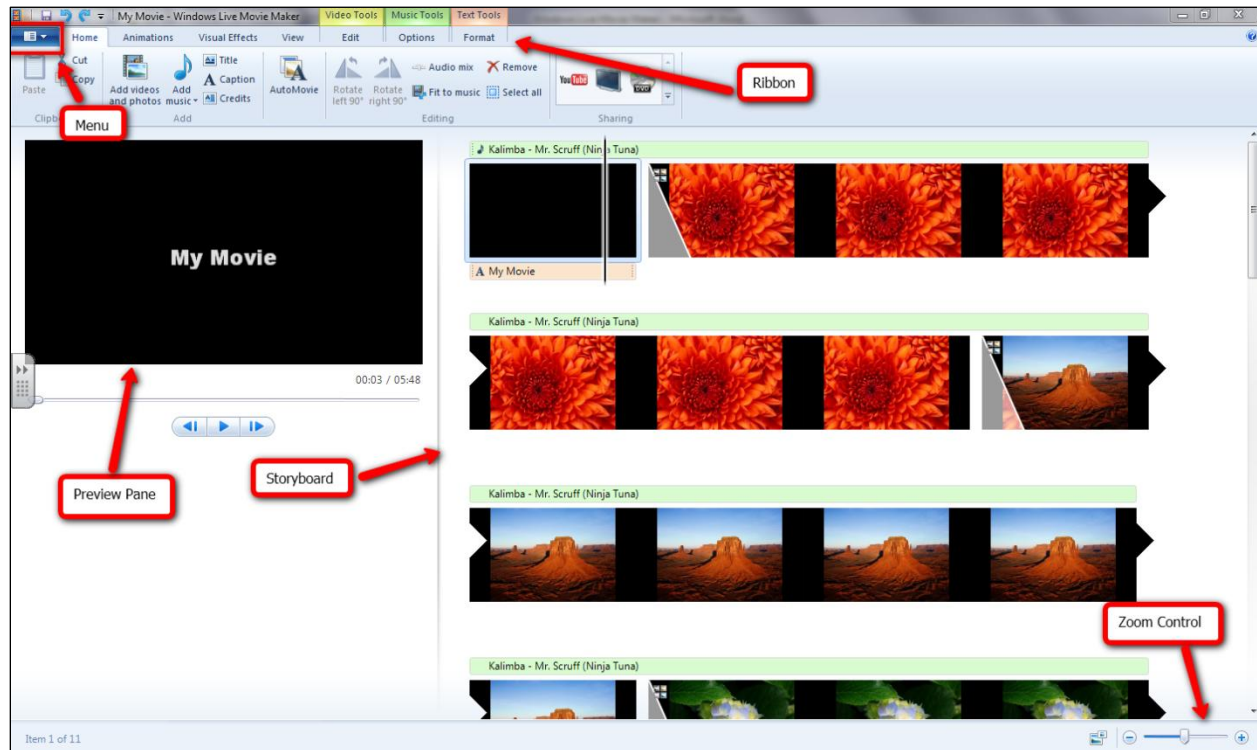 My Movie - Windows Live Movie Maker
Video Tools
Music Tools
Text Tools
Home
Animations
Visual Effects
View
Edit
Options
Format
Paste
Cut
Copy
Add videos
and photos
Add
music
Title
Caption
Credits
AutoMovie
Rotate
left 90°
Rotate
right 90°
Audio mix
Fit to music
Remove
Select all
YouTube
DVD
Add
Editing
Sharing
Ribbon
Menu
My Movie
00:03 / 05:48
Preview Pane
Storyboard
Kalimba - Mr. Scruff (Ninja Tuna)
My Movie
Kalimba - Mr. Scruff (Ninja Tuna)
Kalimba - Mr. Scruff (Ninja Tuna)
Kalimba - Mr. Scruff (Ninja Tuna)
Zoom Control
Item 1 of 11